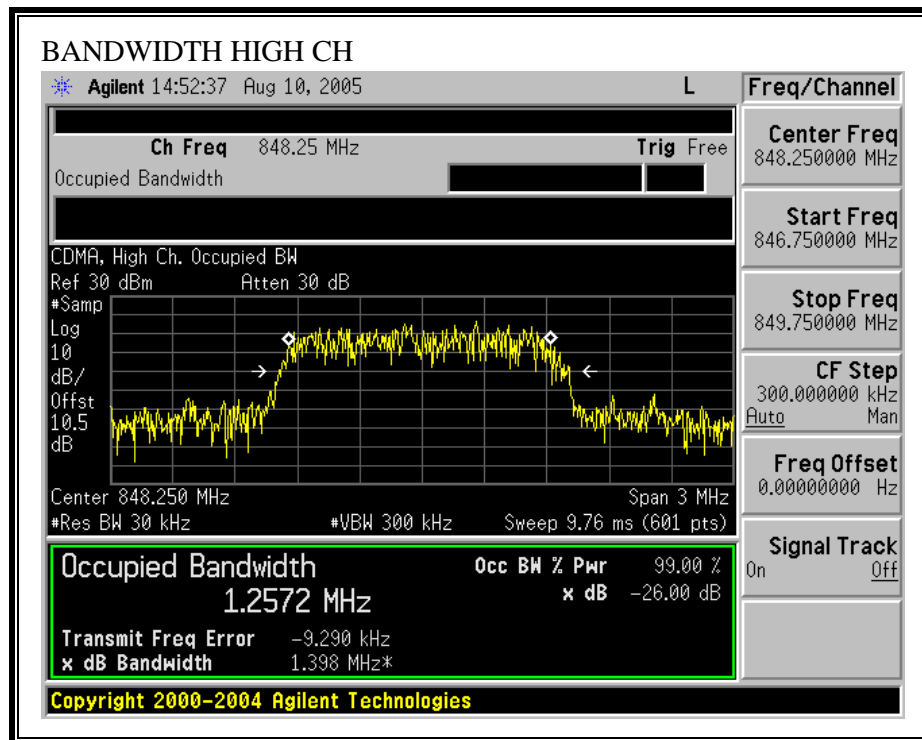 BANDWIDTH HIGH CH
Agilent 14:52:37 Aug 10, 2005 L
Freq/Channel
Ch Freq 848.25 MHz Trig Free
Occupied Bandwidth
Center Freq
848.250000 MHz
Start Freq
846.750000 MHz
Stop Freq
849.750000 MHz
CF Step
300.000000 kHz
Auto Man
Freq Offset
0.00000000 Hz
Signal Track
On Off
CDMA, High Ch. Occupied BW
Ref 30 dBm Atten 30 dB
#Samp
Log
10
dB/
Offst
10.5
dB
Center 848.250 MHz Span 3 MHz
#Res BW 30 kHz #VBW 300 kHz Sweep 9.76 ms (601 pts)
Occupied Bandwidth Occ BW % Pwr 99.00 %
1.2572 MHz x dB -26.00 dB
Transmit Freq Error -9.290 kHz
x dB Bandwidth 1.398 MHz*
Copyright 2000-2004 Agilent Technologies